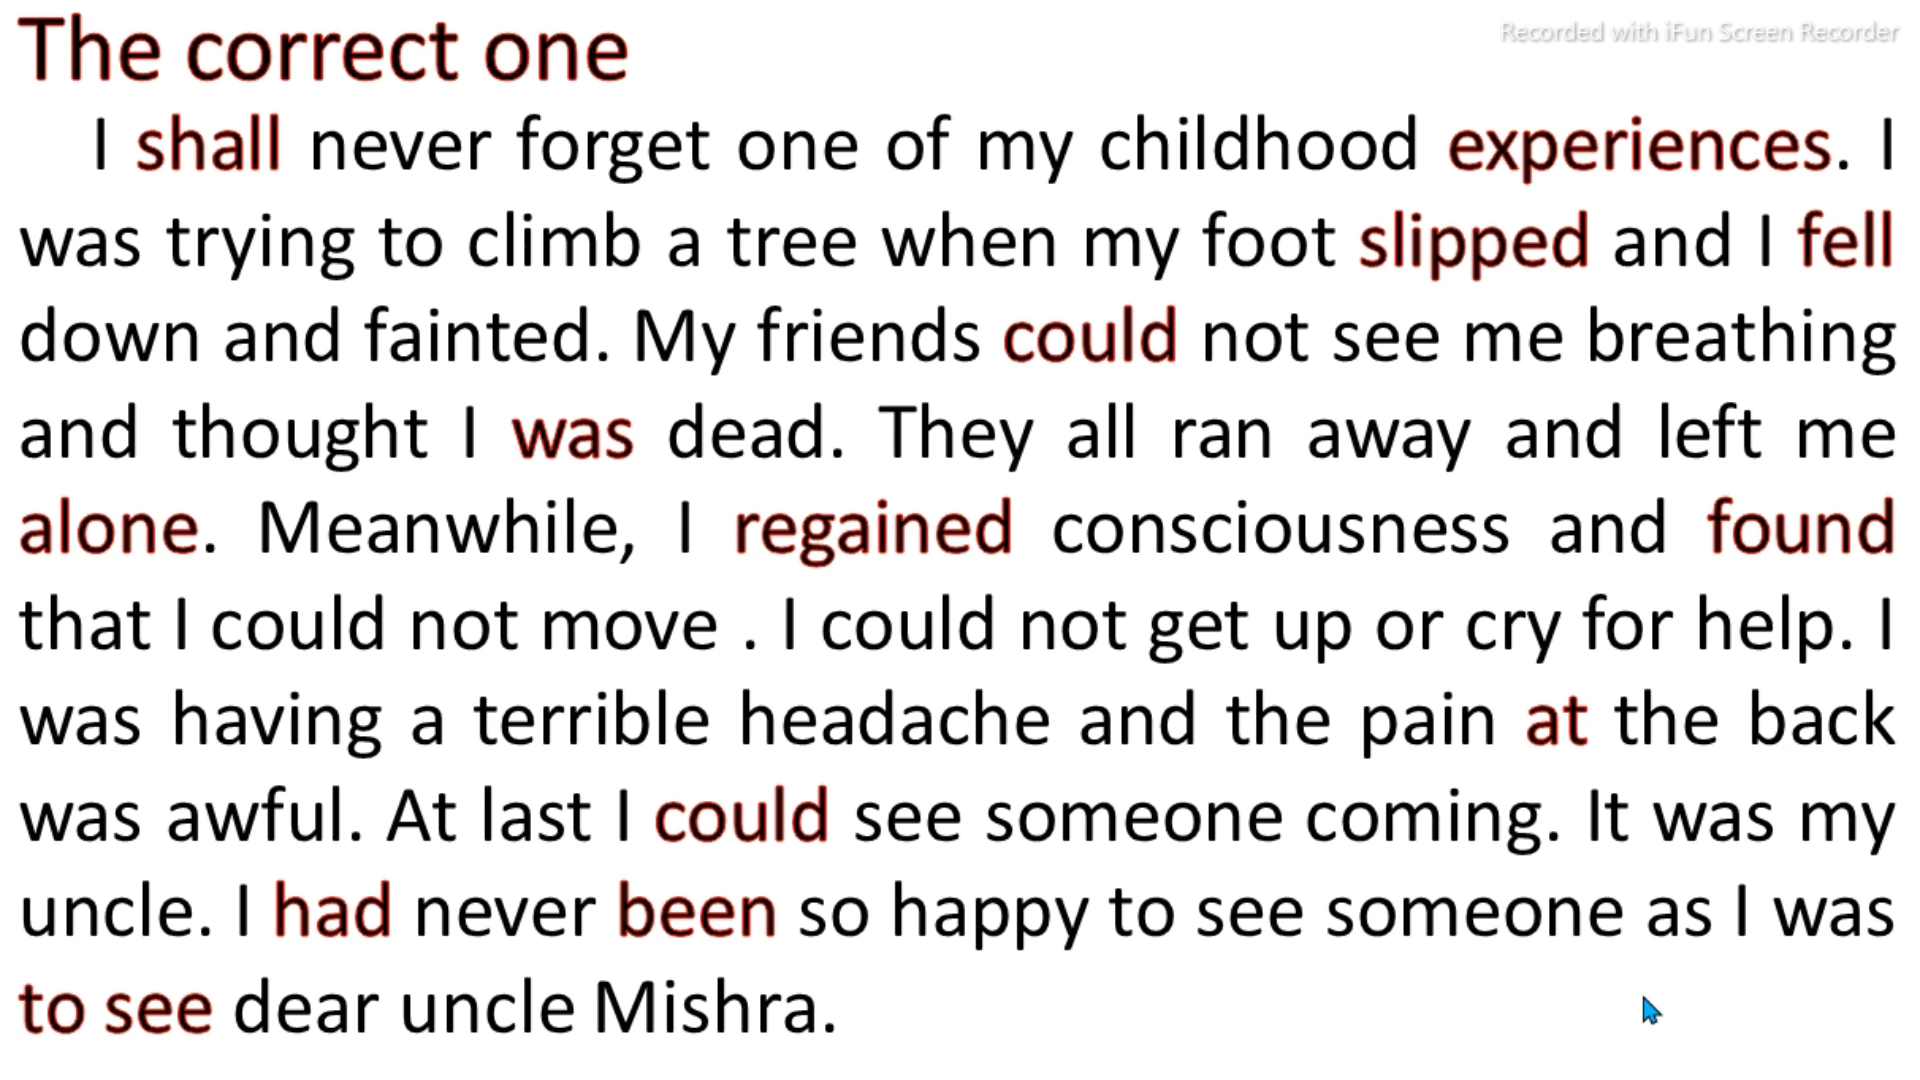 The correct one
Recorded with iFun Screen Recorder
I shall never forget one of my childhood experiences. I
was trying to climb a tree when my foot slipped and I fell
down and fainted. My friends could not see me breathing
and thought I was dead. They all ran away and left me
alone. Meanwhile, I regained consciousness and found
that I could not move . I could not get up or cry for help. I
was having a terrible headache and the pain at the back
was awful. At last I could see someone coming. It was my
uncle. I had never been so happy to see someone as I was
to see dear uncle Mishra.